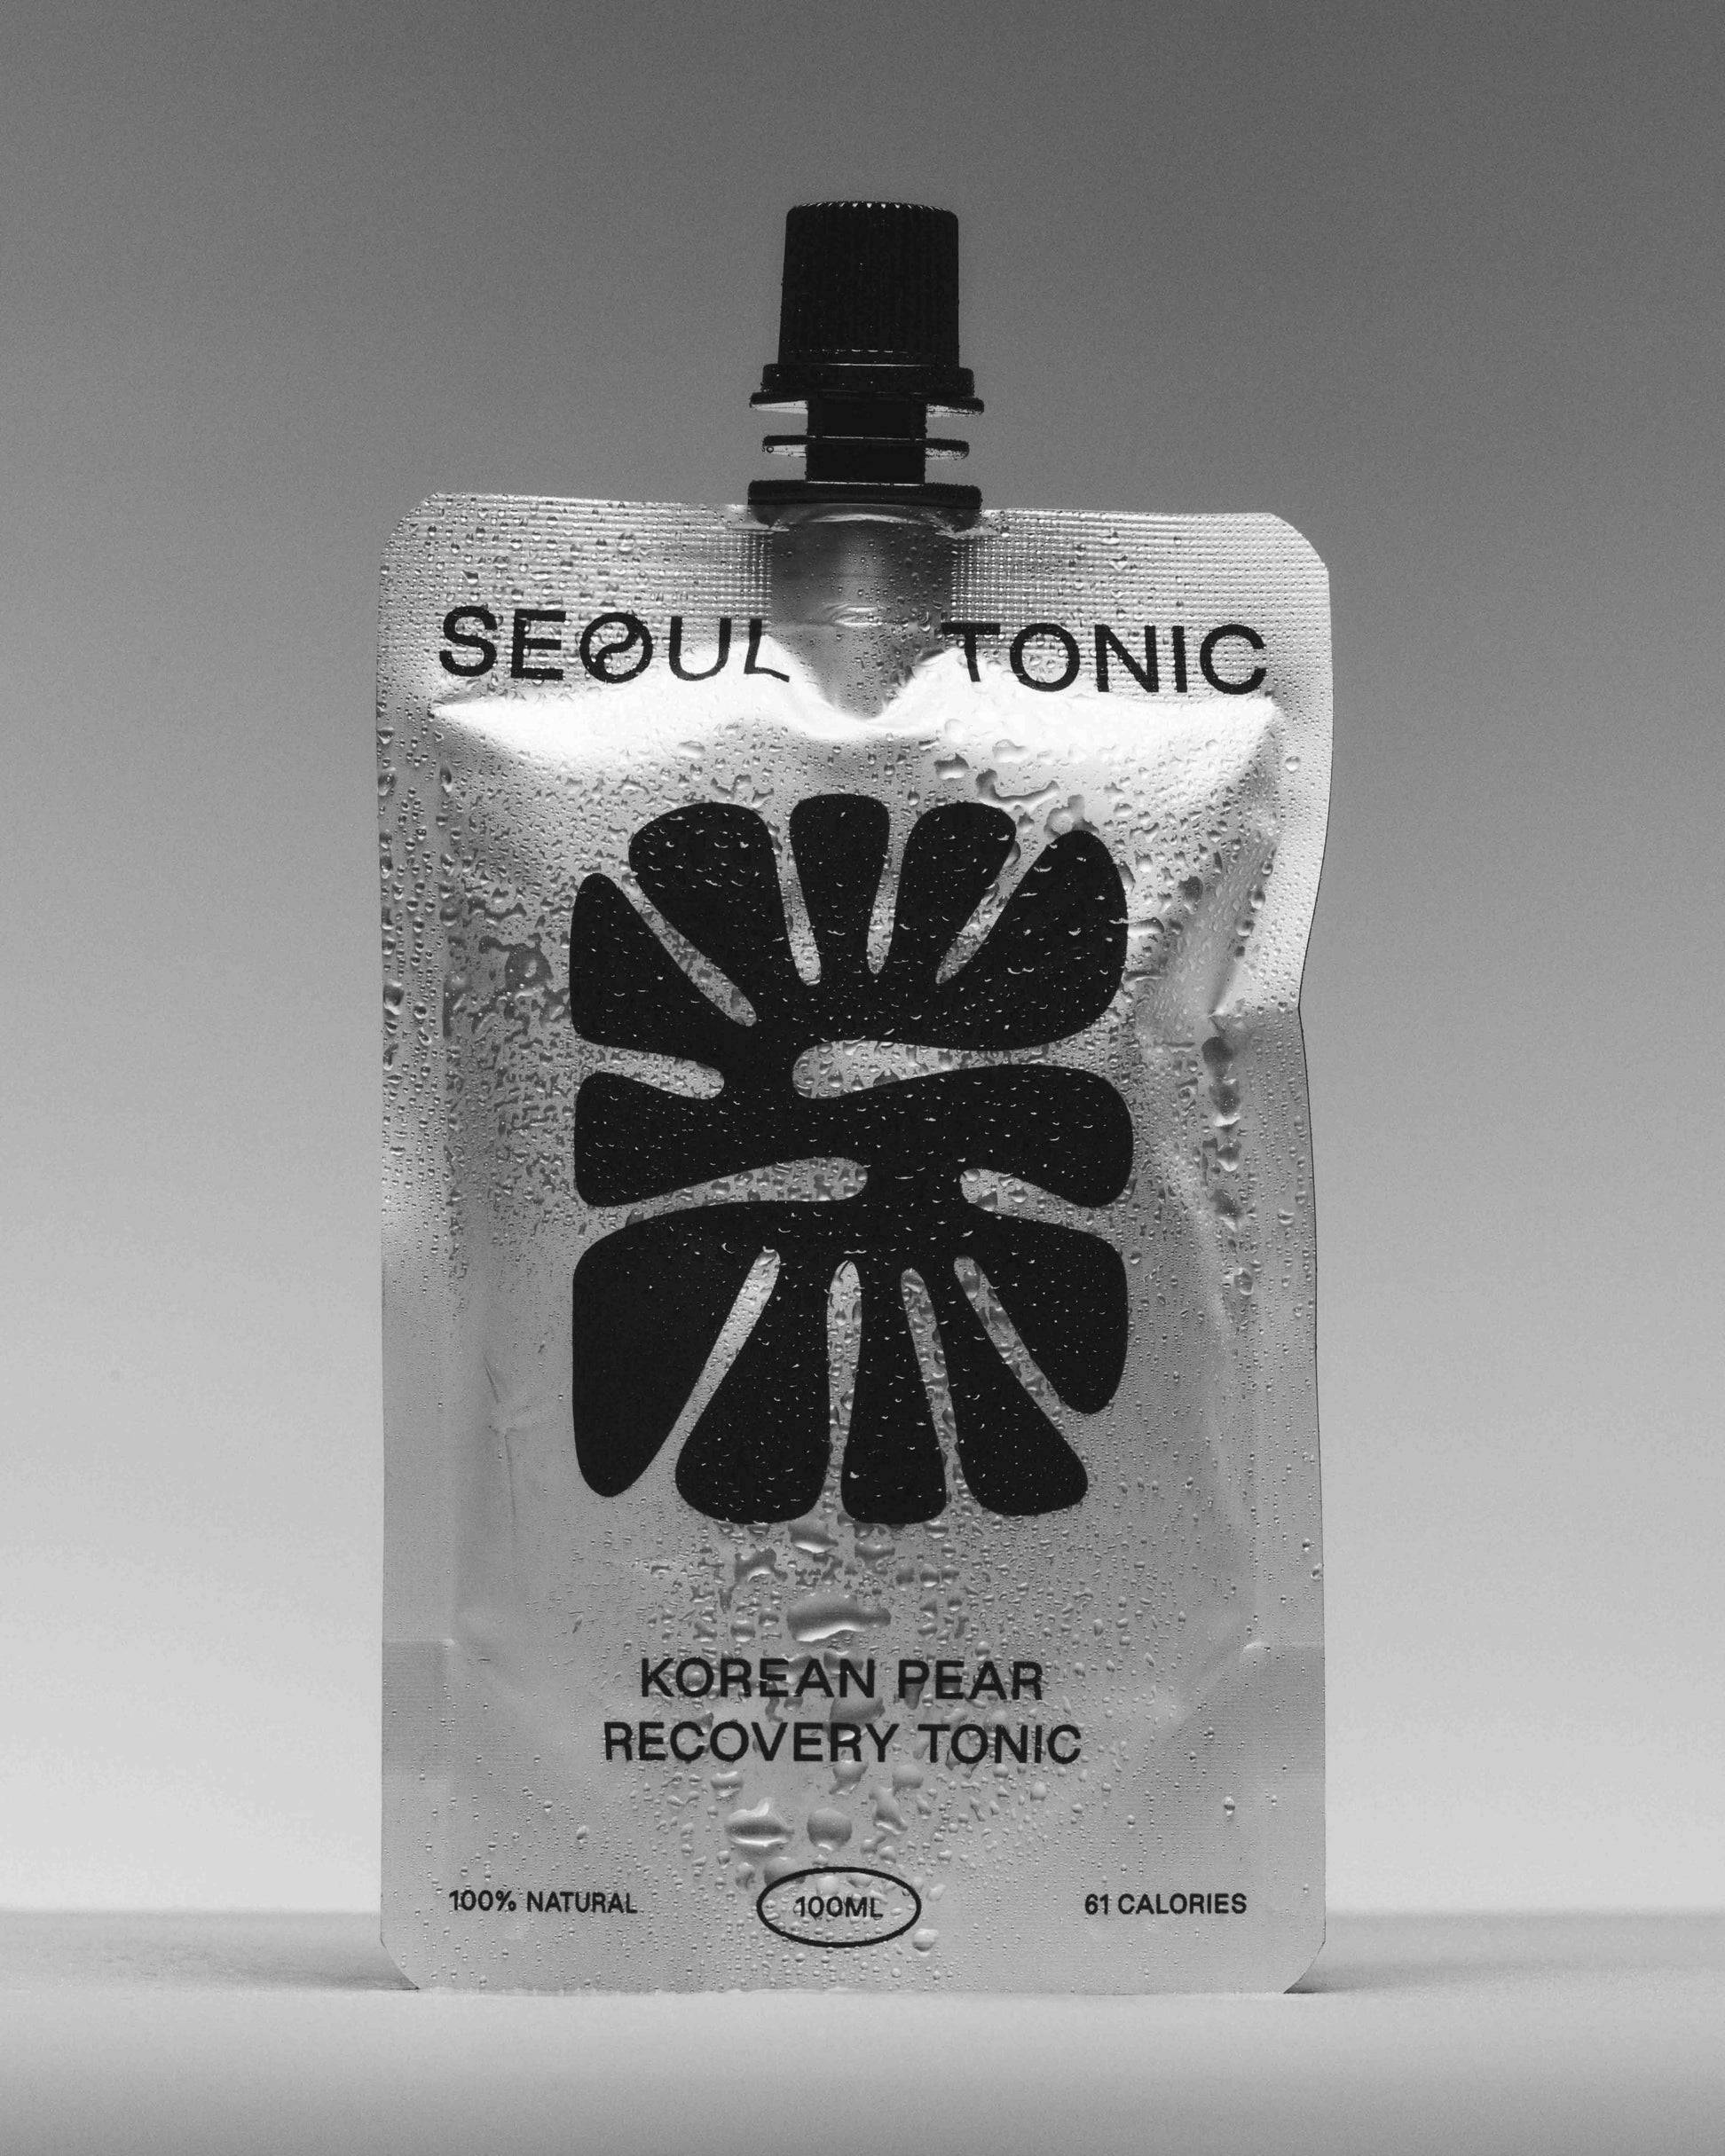 SEOUL TONIC
KOREAN PEAR
RECOVERY TONIC
100% NATURAL
100ML
61 CALORIES